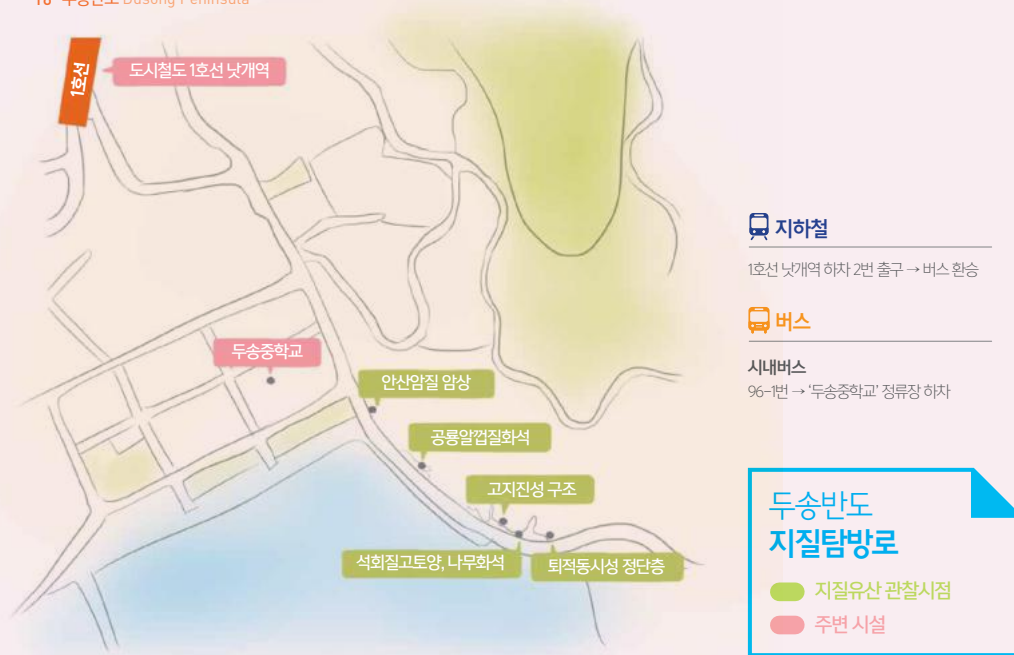 두송반도 Dusong Peninsula
1호선
도시철도 1호선 낫개역
두송중학교
안산암질 암상
공룡알껍질화석
고지진성 구조
석회질고토양, 나무화석
퇴적동시성 정단층
지하철
1호선 낫개역 하차 2번 출구 → 버스 환승
버스
시내버스
96-1번 → '두송중학교' 정류장 하차
두송반도
지질탐방로
지질유산 관찰시점
주변 시설